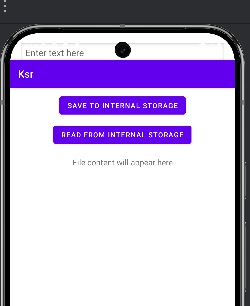 Enter text here
Ksr
SAVE TO INTERNAL STORAGE
READ FROM INTERNAL STORAGE
File content will appear here